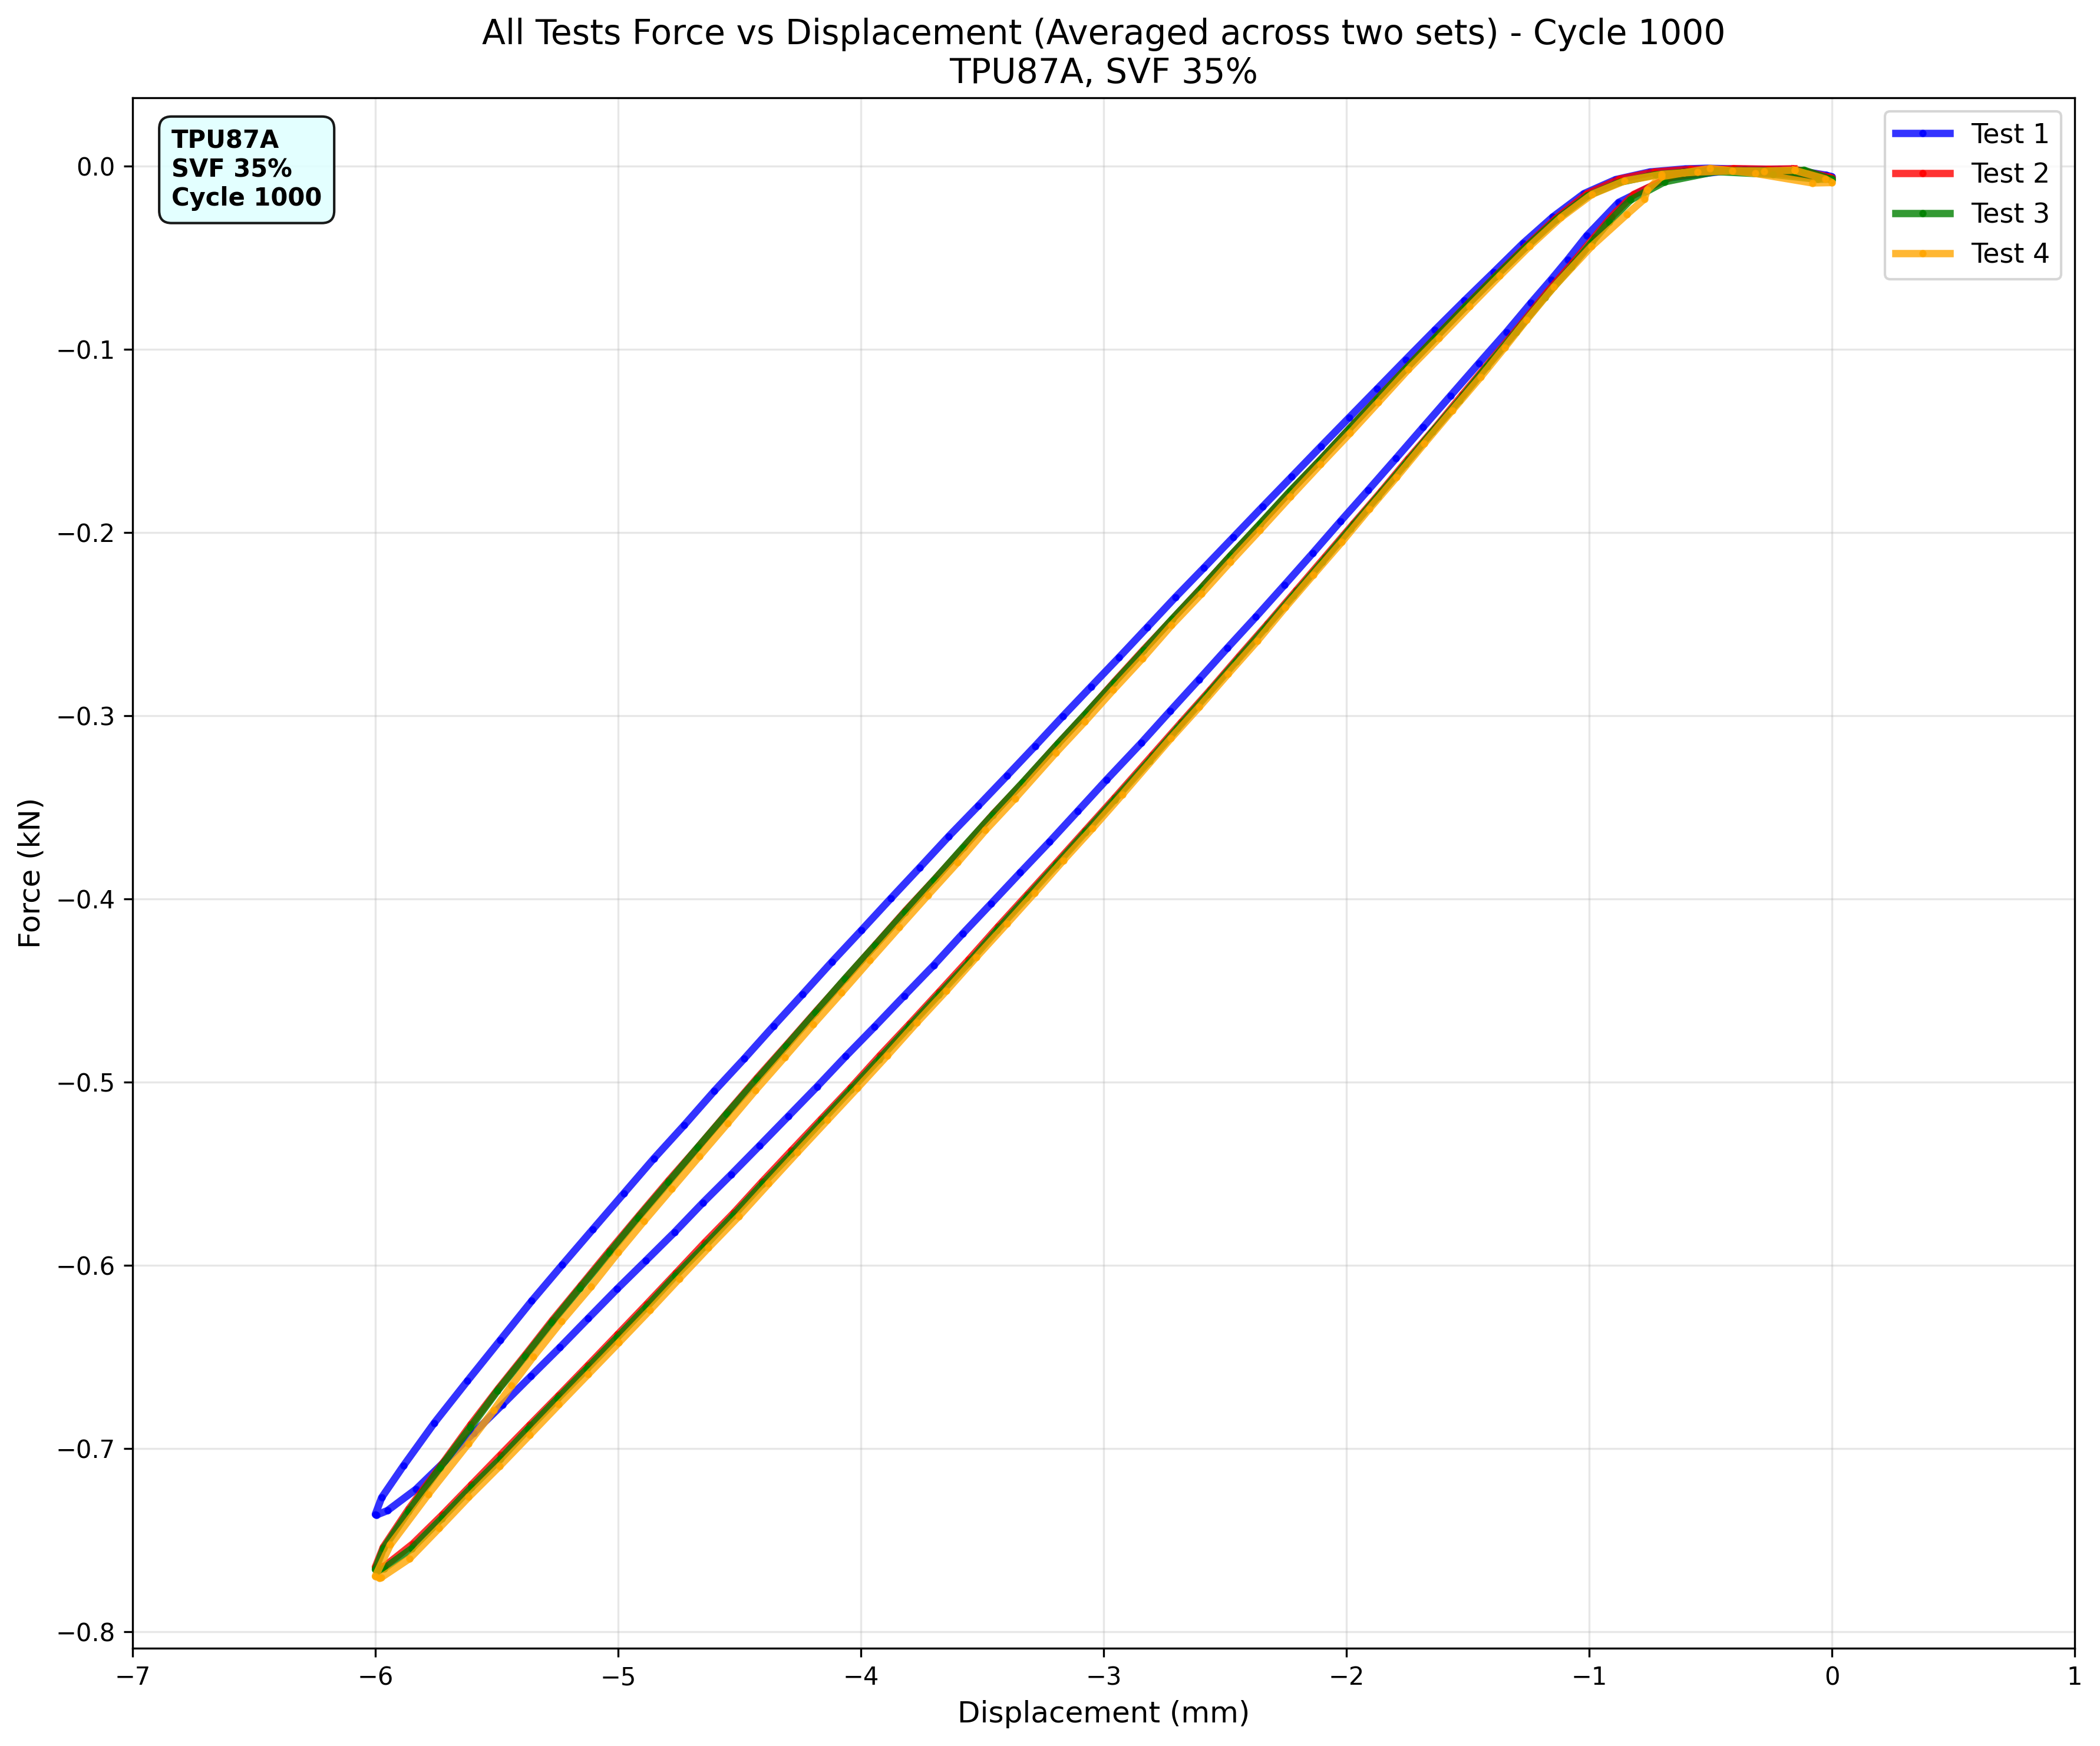 All Tests Force vs Displacement (Averaged across two sets) - Cycle 1000
TPU87A, SVF 35%
TPU87A
SVF 35%
Cycle 1000
Test 1
Test 2
Test 3
Test 4
0.0
−0.1
−0.2
−0.3
−0.4
−0.5
−0.6
−0.7
−0.8
Force (kN)
−7
−6
−5
−4
−3
−2
−1
0
1
Displacement (mm)